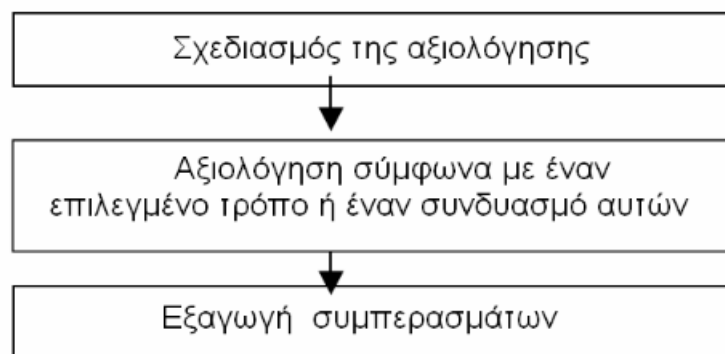 Σχεδιασμός της αξιολόγησης
Αξιολόγηση σύμφωνα με έναν
επιλεγμένο τρόπο ή έναν συνδυασμό αυτών
Εξαγωγή συμπερασμάτων